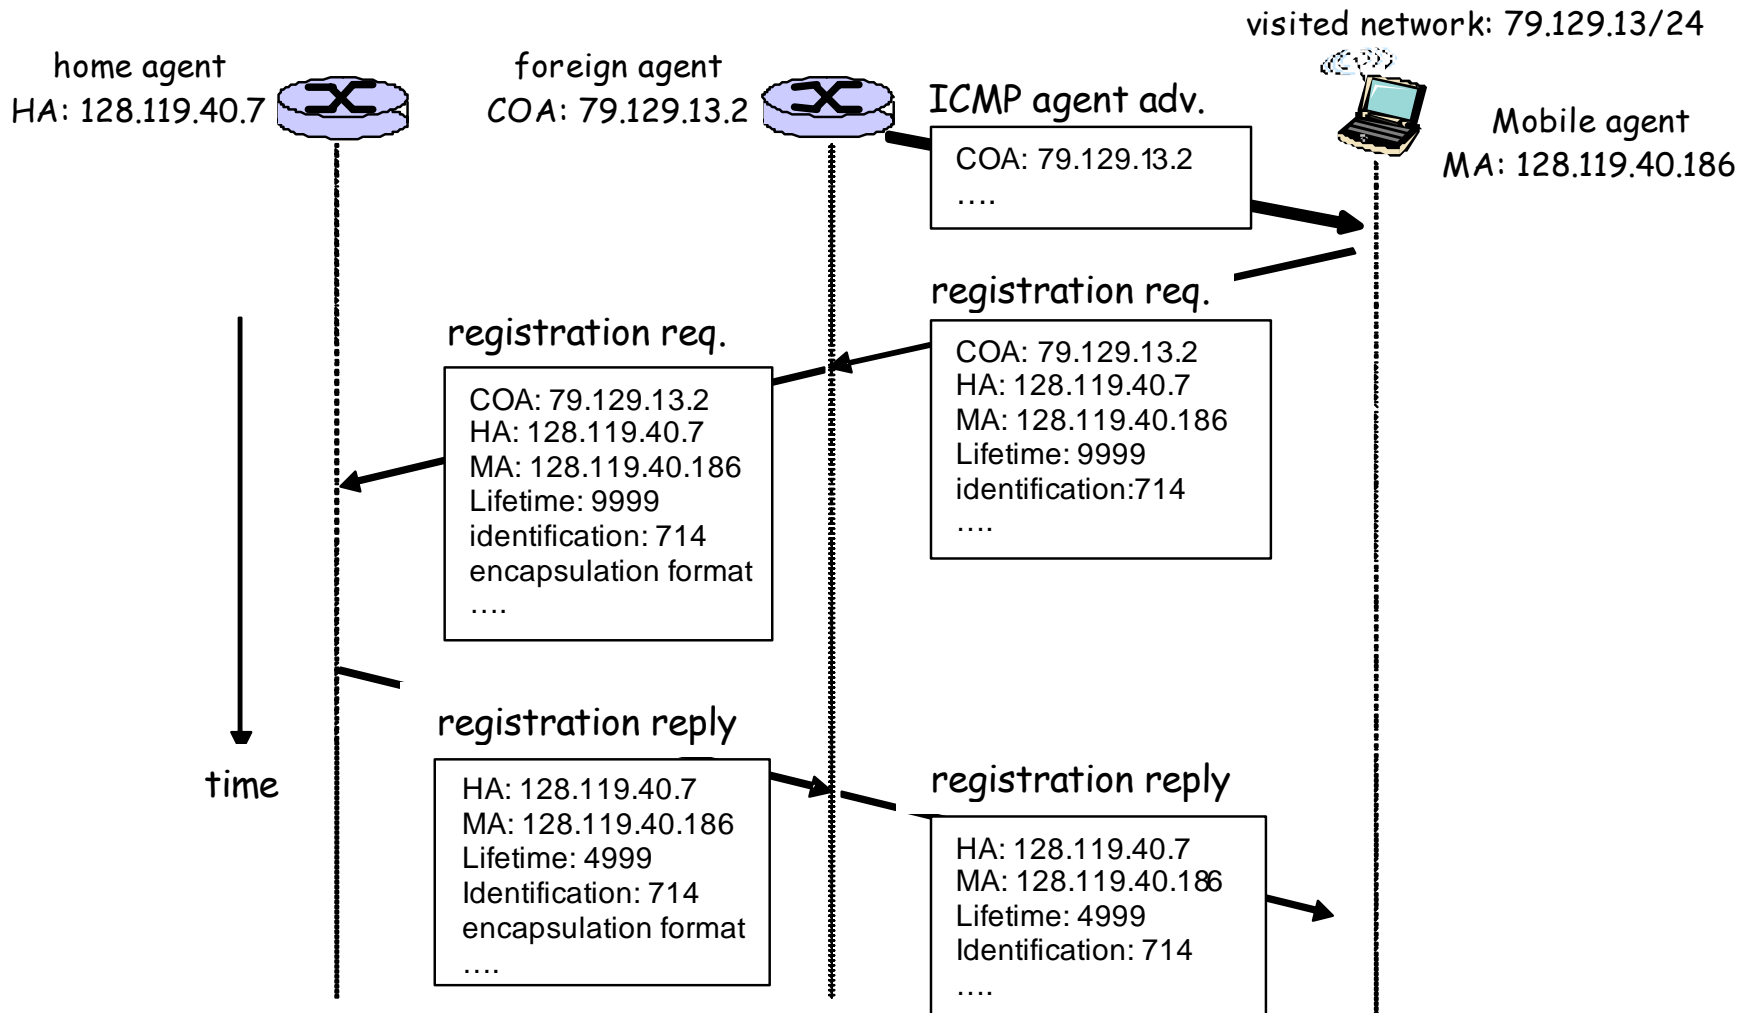 visited network: 79.129.13/24
home agent
HA: 128.119.40.7
foreign agent
COA: 79.129.13.2
ICMP agent adv.
COA: 79.129.13.2
….
Mobile agent
MA: 128.119.40.186
registration req.
COA: 79.129.13.2
HA: 128.119.40.7
MA: 128.119.40.186
Lifetime: 9999
identification:714
….
registration req.
COA: 79.129.13.2
HA: 128.119.40.7
MA: 128.119.40.186
Lifetime: 9999
identification: 714
encapsulation format
….
time
registration reply
HA: 128.119.40.7
MA: 128.119.40.186
Lifetime: 4999
Identification: 714
encapsulation format
….
registration reply
HA: 128.119.40.7
MA: 128.119.40.186
Lifetime: 4999
Identification: 714
….